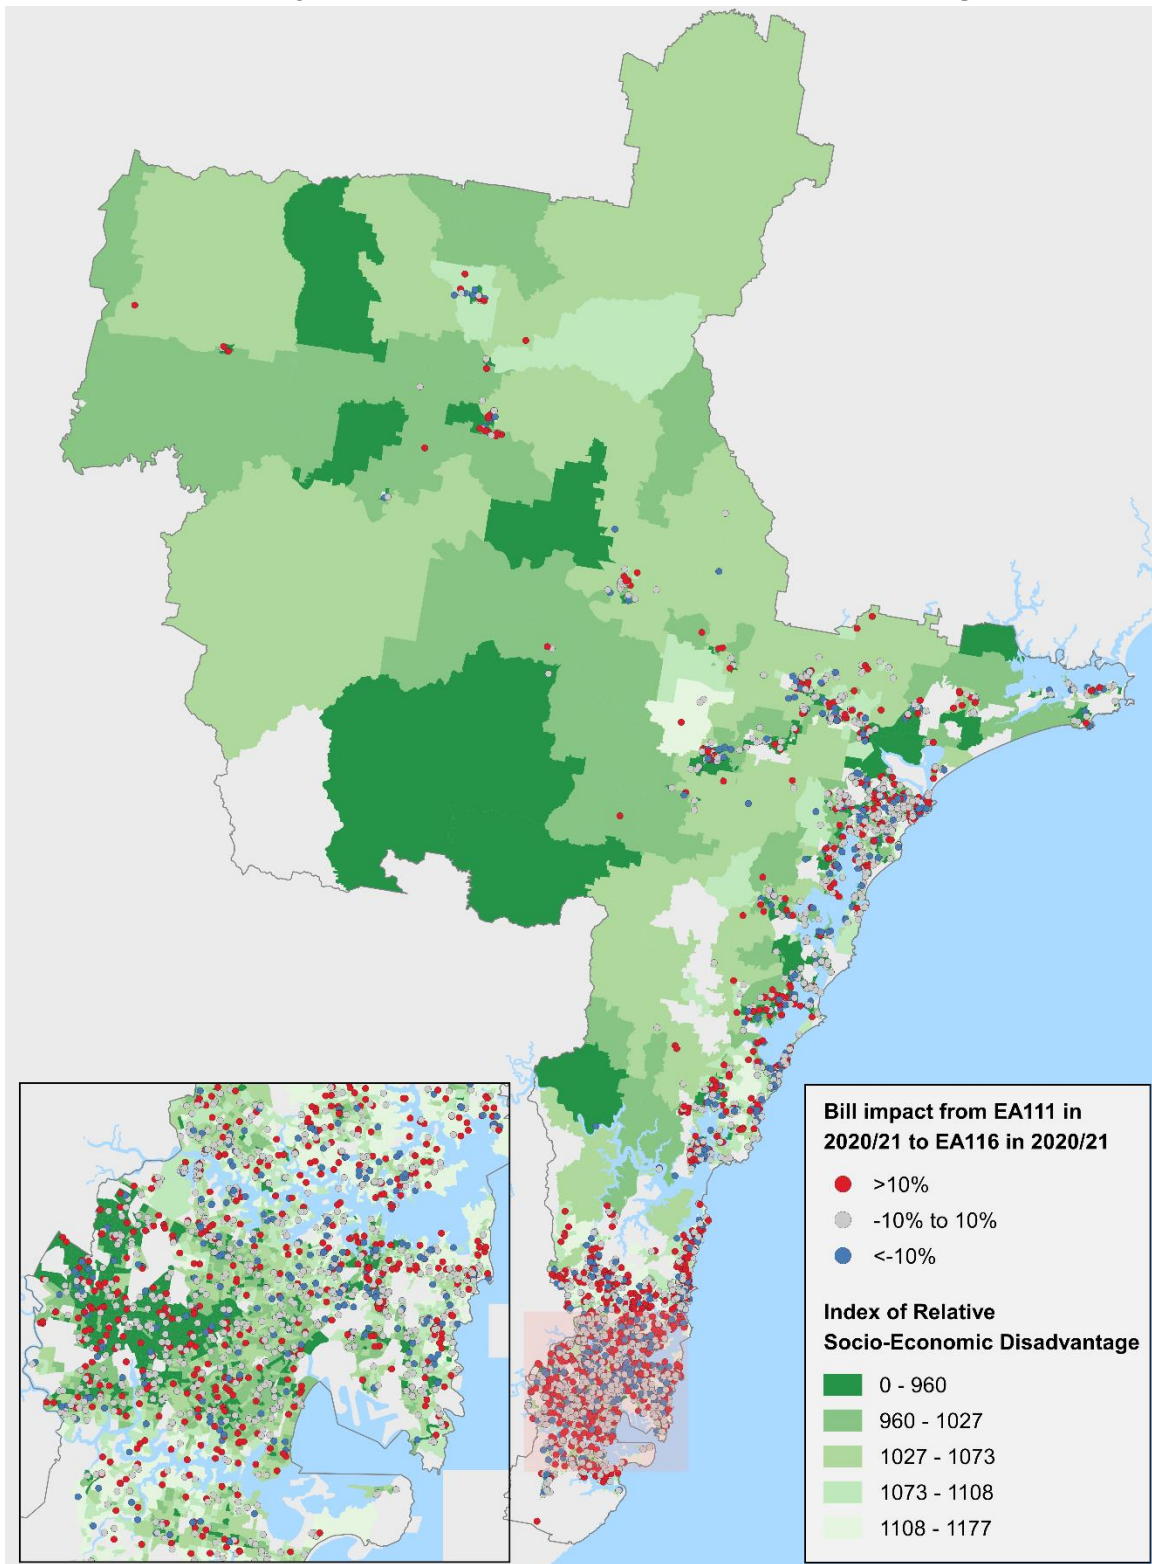 Bill impact from EA111 in
2020/21 to EA116 in 2020/21
>10%
-10% to 10%
<-10%
Index of Relative
Socio-Economic Disadvantage
0 - 960
960 - 1027
1027 - 1073
1073 - 1108
1108 - 1177